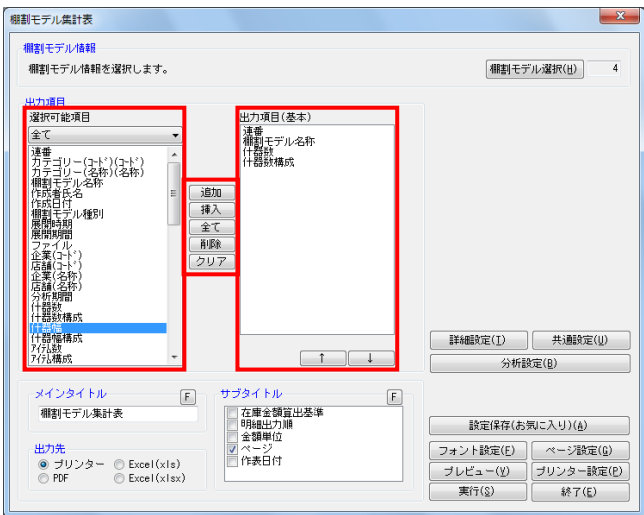 棚割モデル集計表
棚割モデル情報
棚割モデル情報を選択します。
棚割モデル選択(H)
4
出力項目
選択可能項目
全て
連番
カテゴリー(コード)(コード)
カテゴリー(名称)(名称)
棚割モデル名称
作成者氏名
作成日付
棚割モデル種別
展開時期
展開期間
ファイル
企業(コード)
店舗(コード)
企業(名称)
店舗(名称)
分析期間
什器数
什器数構成
什器幅
什器幅構成
アイテム数
アイテム構成
追加
挿入
全て
削除
クリア
出力項目(基本)
連番
棚割モデル名称
什器数
什器数構成
↑
↓
詳細設定(I)
共通設定(U)
分析設定(B)
メインタイトル
F
棚割モデル集計表
サブタイトル
F
在庫金額算出基準
明細出力順
金額単位
ページ
作表日付
出力先
プリンター
Excel(xls)
PDF
Excel(xlsx)
設定保存(お気に入り)(A)
フォント設定(F)
ページ設定(G)
プレビュー(V)
プリンター設定(P)
実行(S)
終了(E)